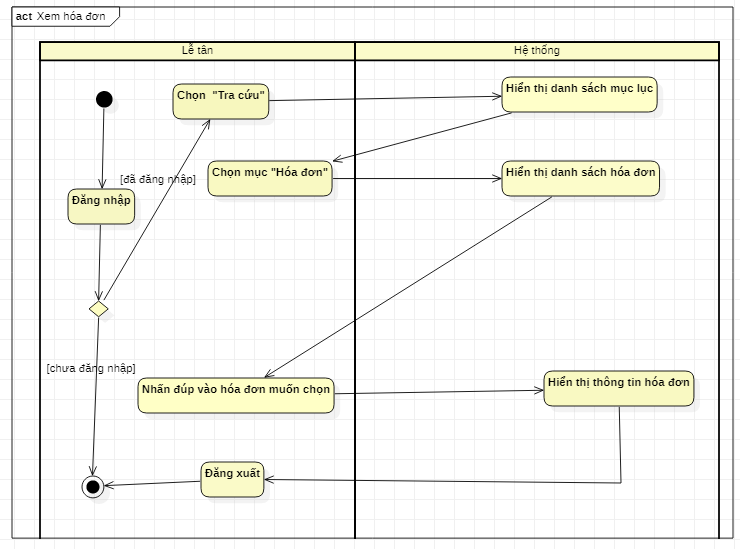 act Xem hóa đơn
Lễ tân
Hệ thống
Chọn "Tra cứu"
Hiển thị danh sách mục lục
[đã đăng nhập]
Chọn mục "Hóa đơn"
Hiển thị danh sách hóa đơn
Đăng nhập
[chưa đăng nhập]
Nhấn đúp vào hóa đơn muốn chọn
Hiển thị thông tin hóa đơn
Đăng xuất